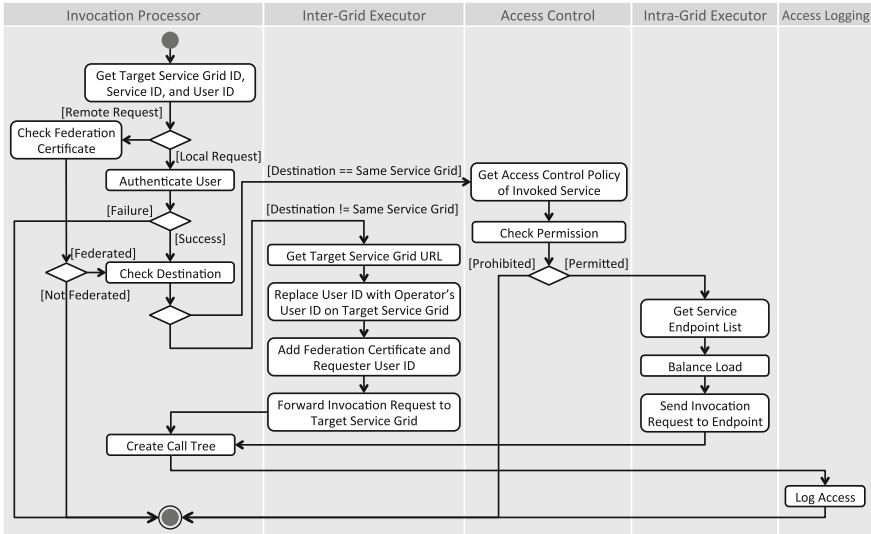 Invocation Processor
Inter-Grid Executor
Access Control
Intra-Grid Executor
Access Logging
Get Target Service Grid ID,
Service ID, and User ID
[Remote Request]
Check Federation
Certificate
[Local Request]
Authenticate User
[Failure]
[Success]
[Federated]
Check Destination
[Not Federated]
[Destination == Same Service Grid]
[Destination != Same Service Grid]
Get Target Service Grid URL
Replace User ID with Operator's
User ID on Target Service Grid
Add Federation Certificate and
Requester User ID
Forward Invocation Request to
Target Service Grid
Get Access Control Policy
of Invoked Service
Check Permission
[Prohibited]
[Permitted]
Get Service
Endpoint List
Balance Load
Send Invocation
Request to Endpoint
Create Call Tree
Log Access